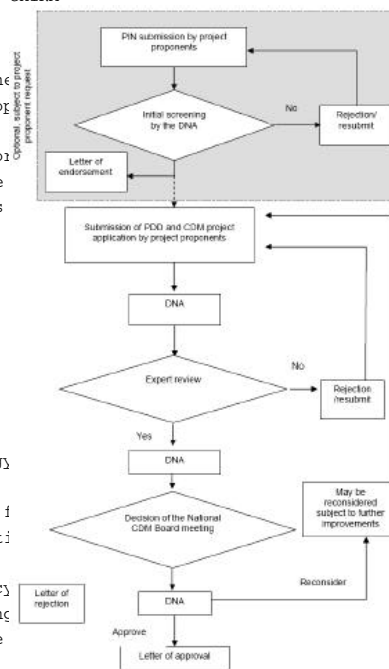 PIN submission by project
proponents
Optional, subject to project
proponent request
Initial screening
by the DNA
No
Rejection/
resubmit
Letter of
endorsement
Submission of PDD and CDM project
application by project proponents
DNA
Expert review
No
Rejection
/resubmit
Yes
DNA
May be
reconsidered
subject to further
improvements
Decision of the National
CDM Board meeting
Reconsider
Letter of
rejection
DNA
Approve
Letter of approval